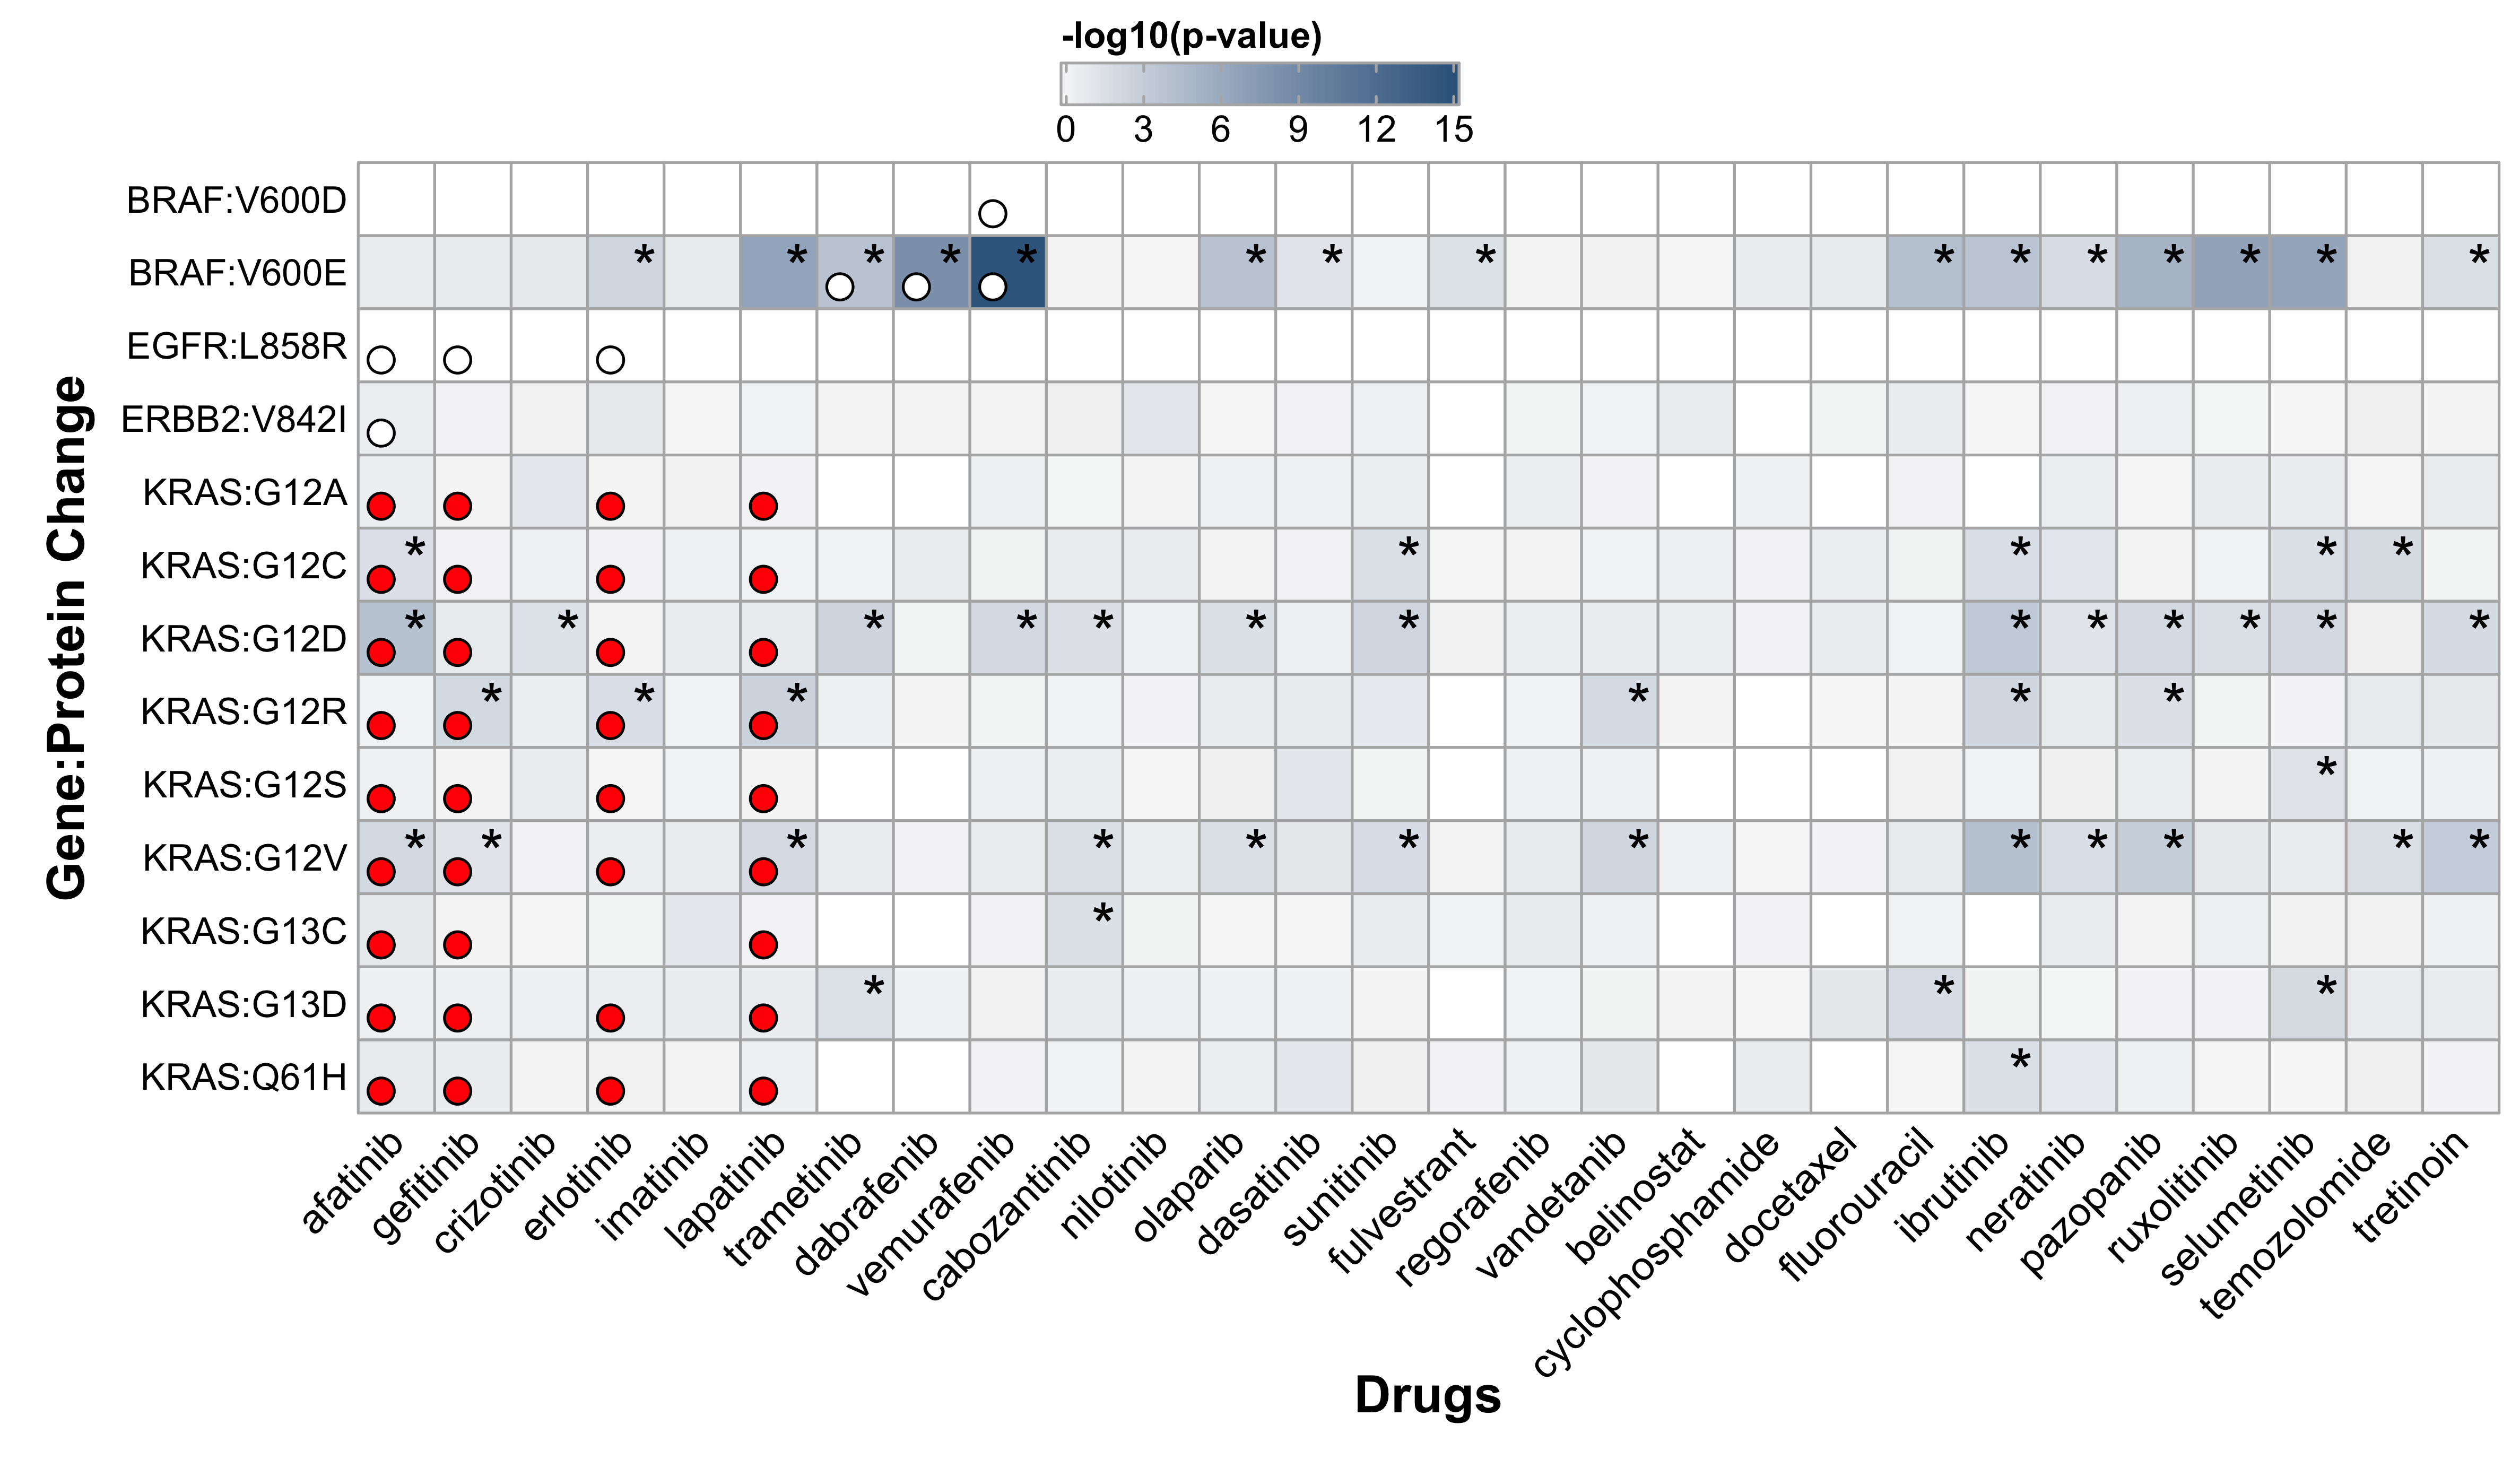 -log10(p-value)
0 3 6 9 12 15
Gene:Protein Change
BRAF:V600D
BRAF:V600E
* * * * * * * * * * * * * * * *
EGFR:L858R
ERBB2:V842I
KRAS:G12A
KRAS:G12C
* * * * *
KRAS:G12D
* * * * * * * * * * * * *
KRAS:G12R
* * * * * *
KRAS:G12S
*
KRAS:G12V
* * * * * * * * * * * *
KRAS:G13C
*
KRAS:G13D
* * *
KRAS:Q61H
*
afatinib
gefitinib
crizotinib
erlotinib
imatinib
lapatinib
trametinib
dabrafenib
vemurafenib
cabozantinib
nilotinib
olaparib
dasatinib
sunitinib
fulvestrant
regorafenib
vandetanib
belinostat
cyclophosphamide
docetaxel
fluorouracil
ibrutinib
neratinib
pazopanib
ruxolitinib
selumetinib
temozolomide
tretinoin
Drugs